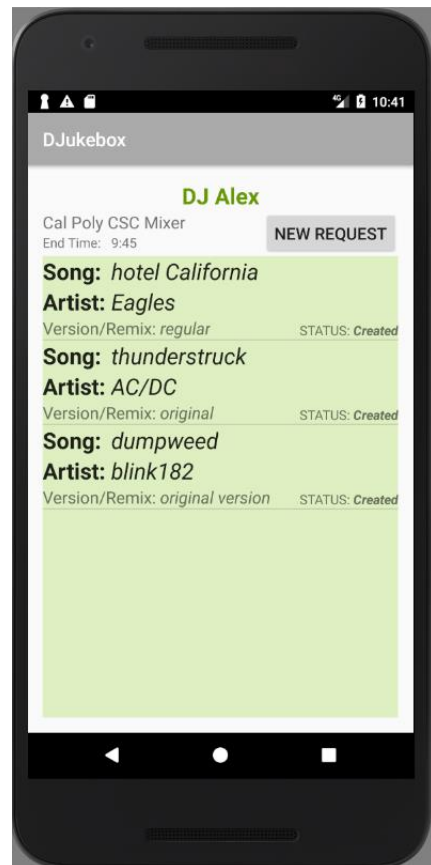 4G 10:41
DJukebox
DJ Alex
Cal Poly CSC Mixer
End Time: 9:45
NEW REQUEST
Song: hotel California
Artist: Eagles
Version/Remix: regular STATUS: Created
Song: thunderstruck
Artist: AC/DC
Version/Remix: original STATUS: Created
Song: dumpweed
Artist: blink182
Version/Remix: original version STATUS: Created